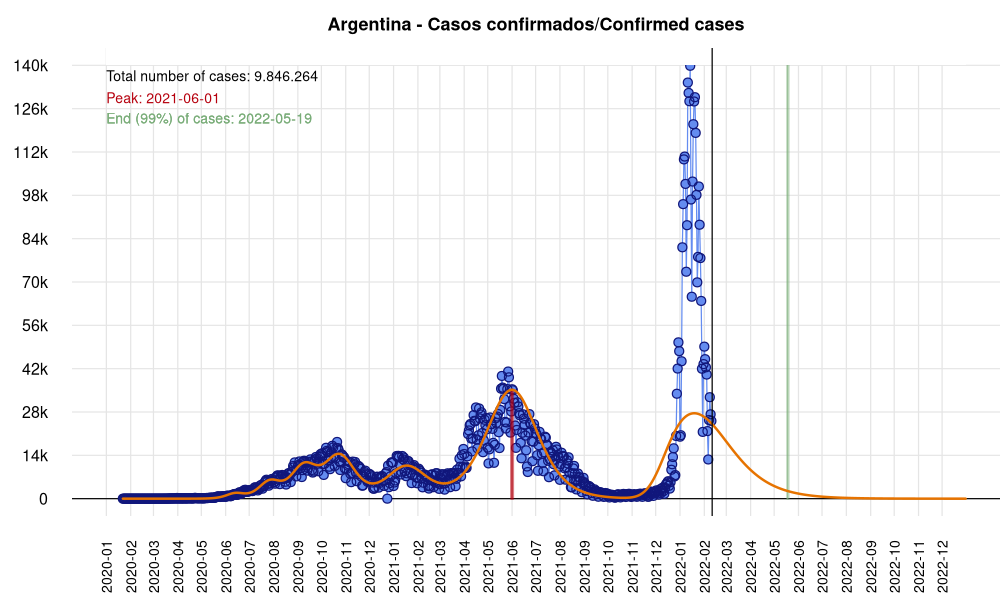 Argentina - Casos confirmados/Confirmed cases
Total number of cases: 9.846.264
Peak: 2021-06-01
End (99%) of cases: 2022-05-19
140k
126k
112k
98k
84k
70k
56k
42k
28k
14k
0
2020-01
2020-02
2020-03
2020-04
2020-05
2020-06
2020-07
2020-08
2020-09
2020-10
2020-11
2020-12
2021-01
2021-02
2021-03
2021-04
2021-05
2021-06
2021-07
2021-08
2021-09
2021-10
2021-11
2021-12
2022-01
2022-02
2022-03
2022-04
2022-05
2022-06
2022-07
2022-08
2022-09
2022-10
2022-11
2022-12